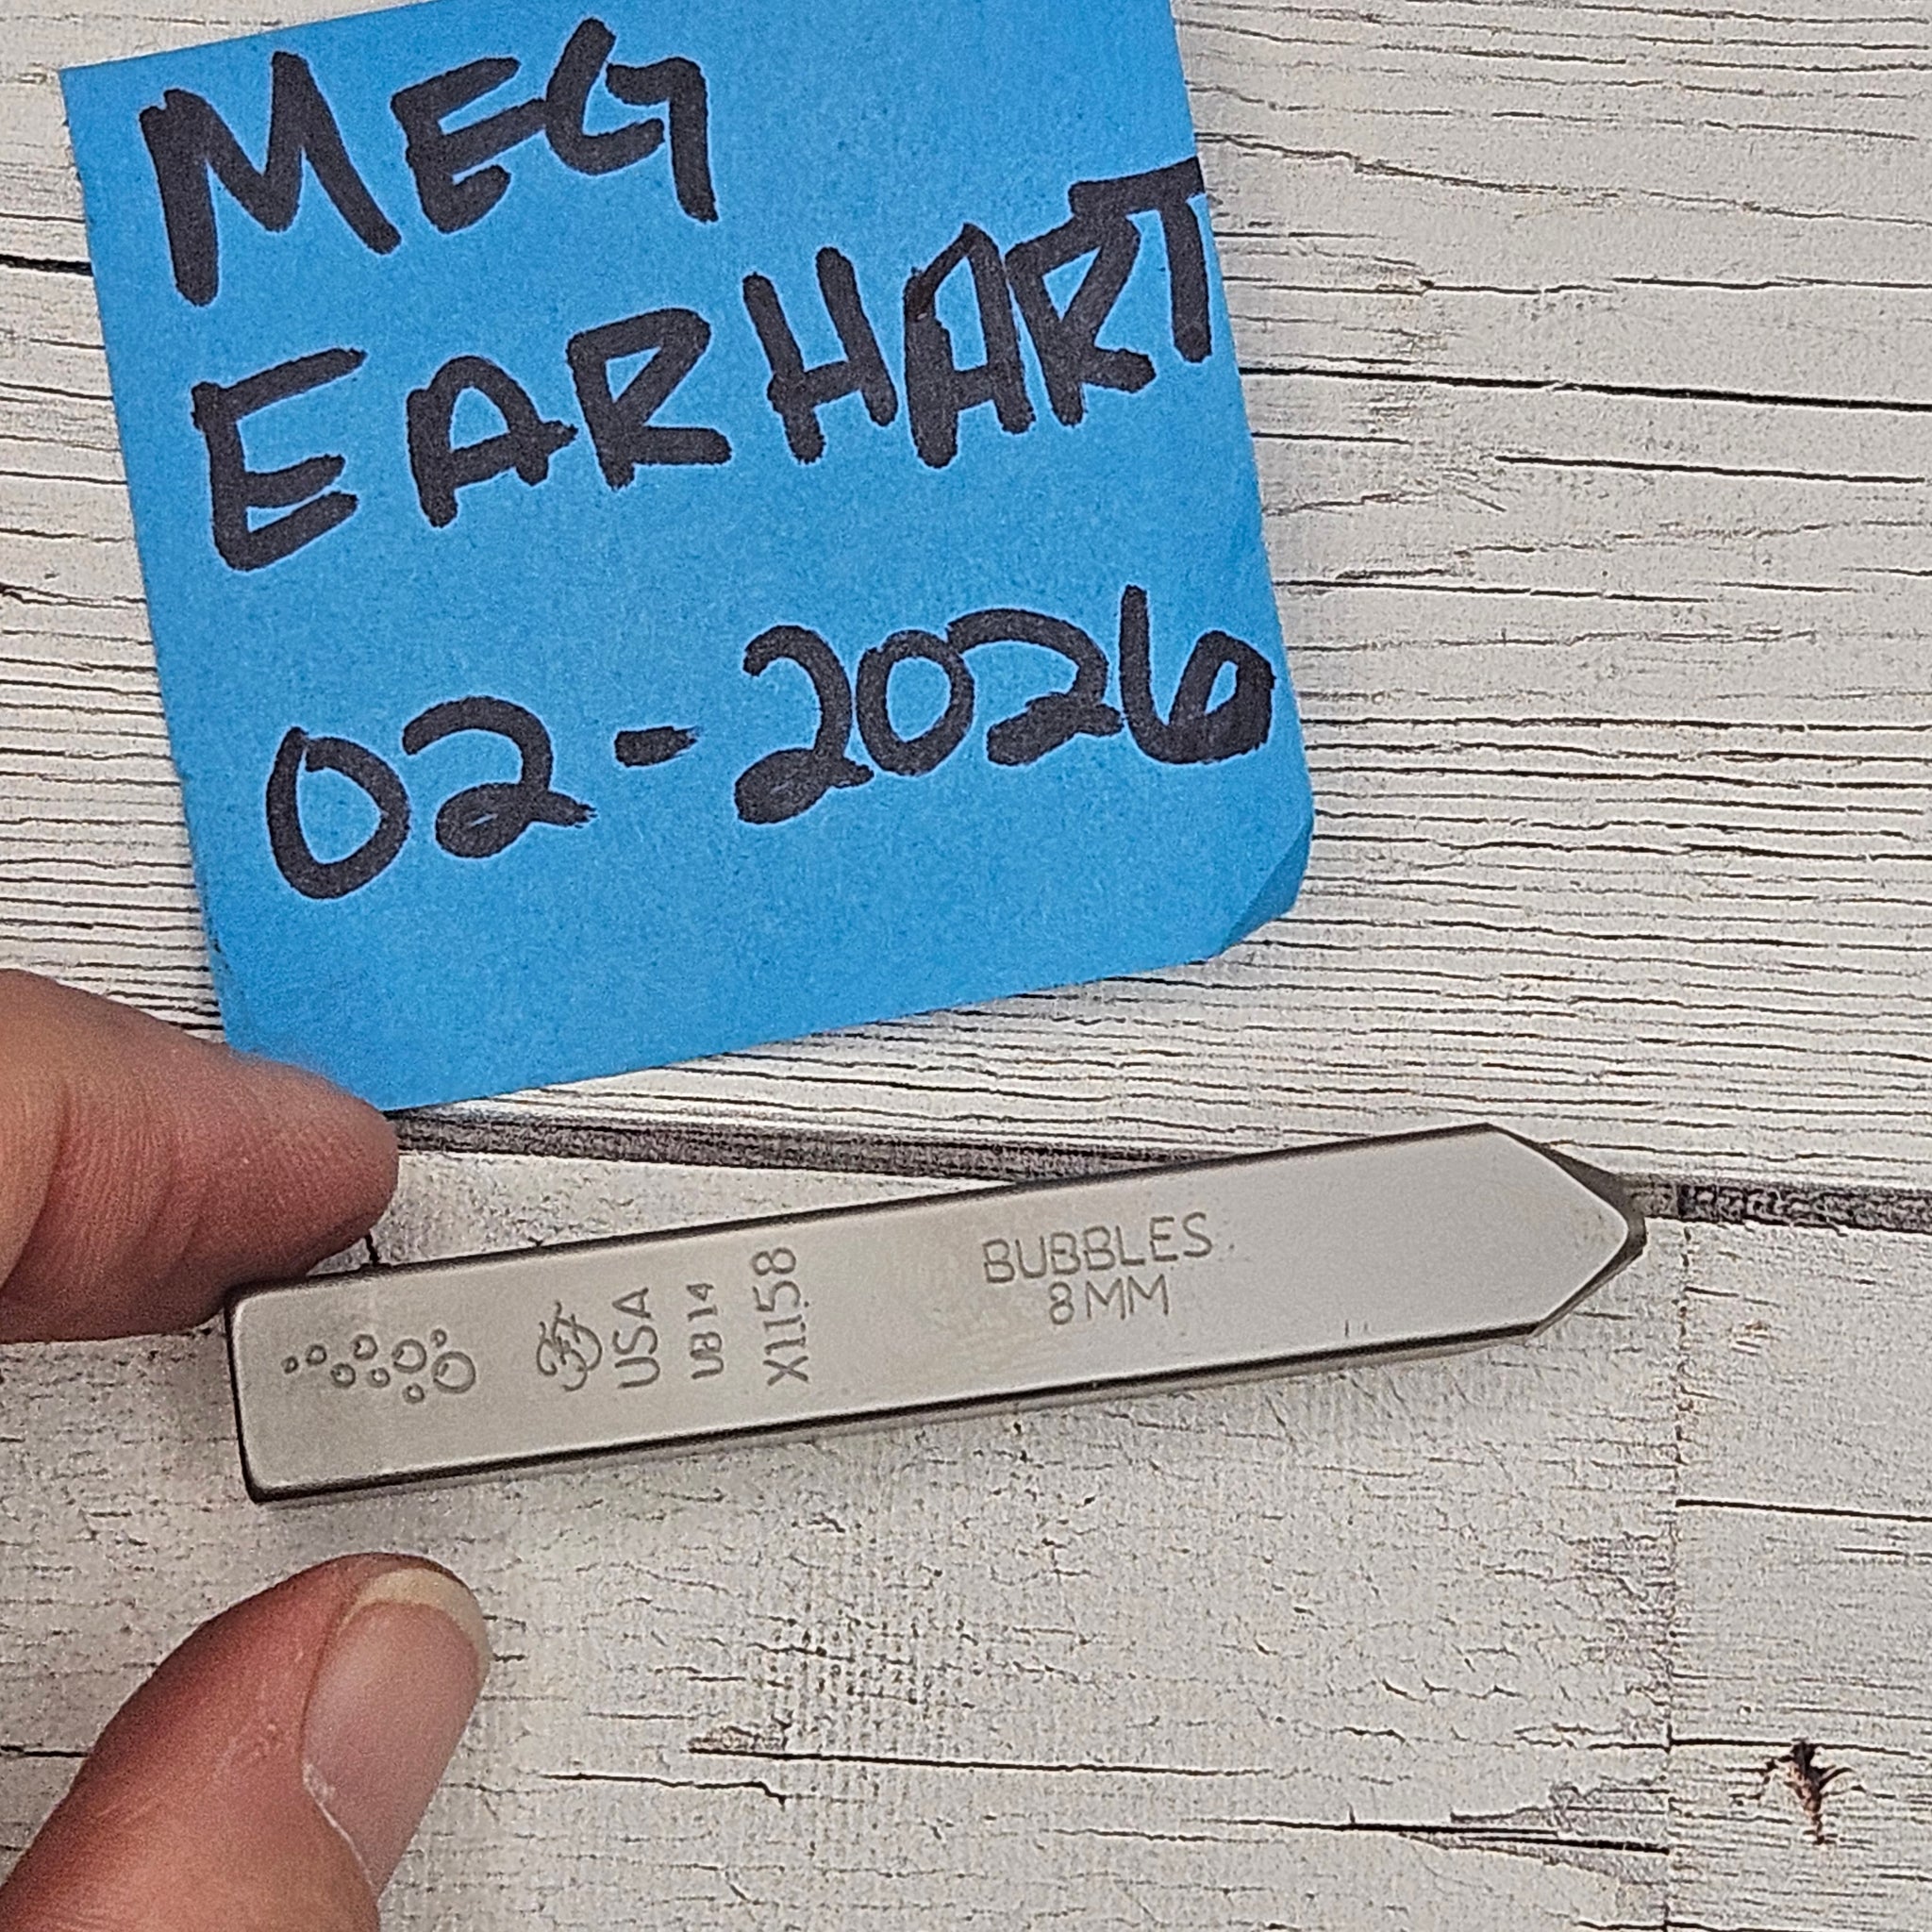 MEG
EARHART
02-2026
USA
UB14
X1158
BUBBLES
8MM